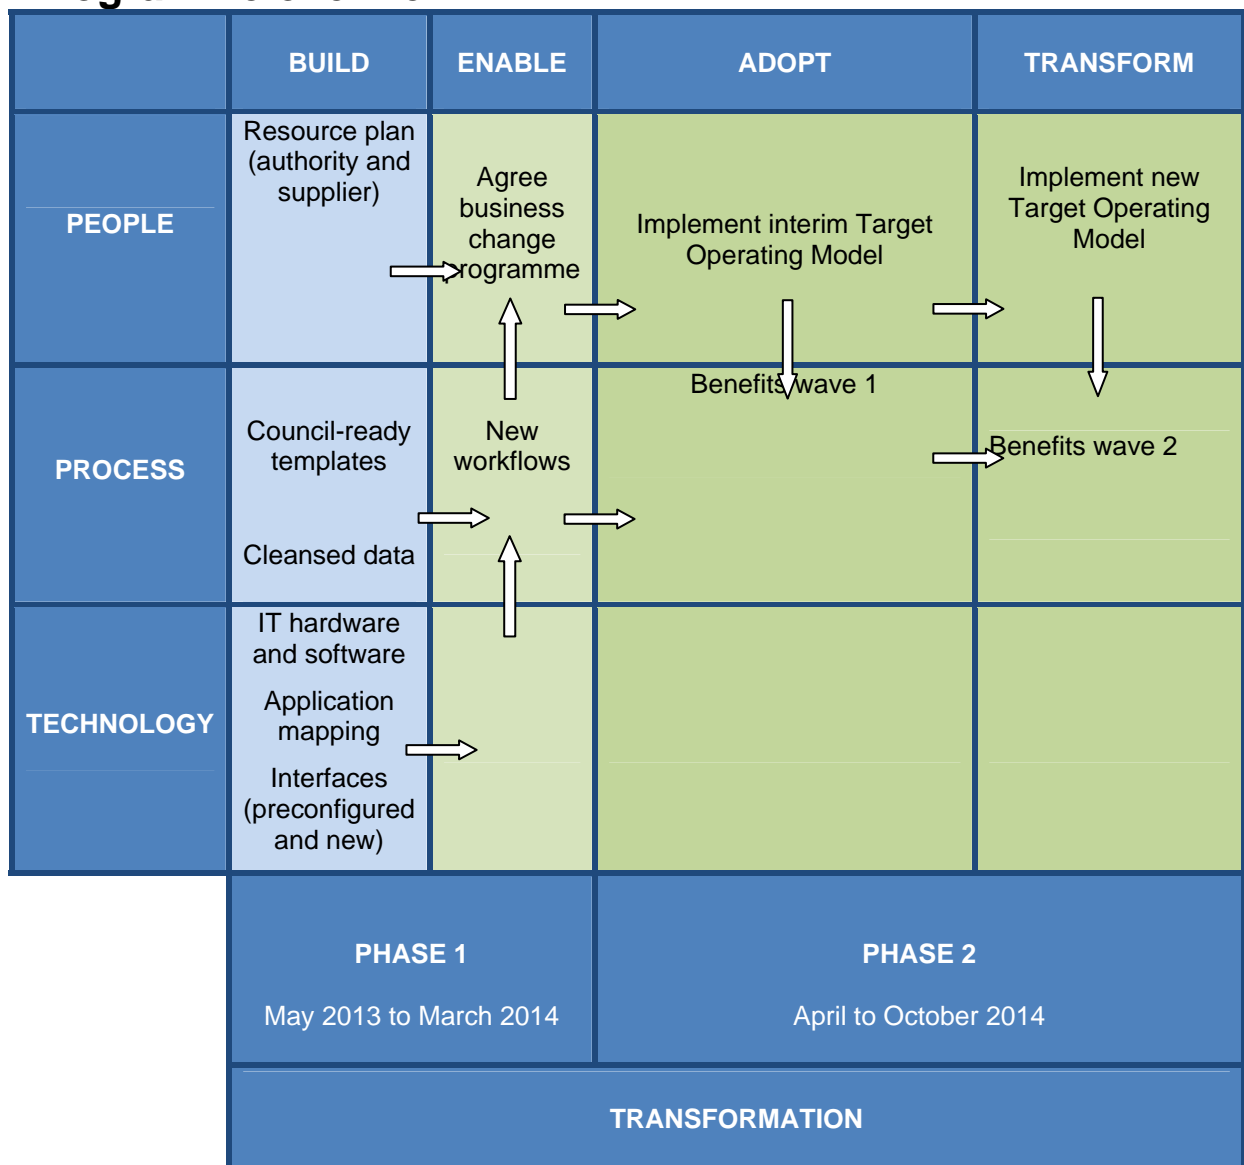 BUILD
ENABLE
ADOPT
TRANSFORM
PEOPLE
Resource plan
(authority and
supplier)
Agree
business
change
programme
Implement interim Target
Operating Model
Implement new
Target Operating
Model
PROCESS
Council-ready
templates
Cleansed data
New
workflows
Benefits wave 1
Benefits wave 2
TECHNOLOGY
IT hardware
and software
Application
mapping
Interfaces
(preconfigured
and new)
PHASE 1
May 2013 to March 2014
PHASE 2
April to October 2014
TRANSFORMATION